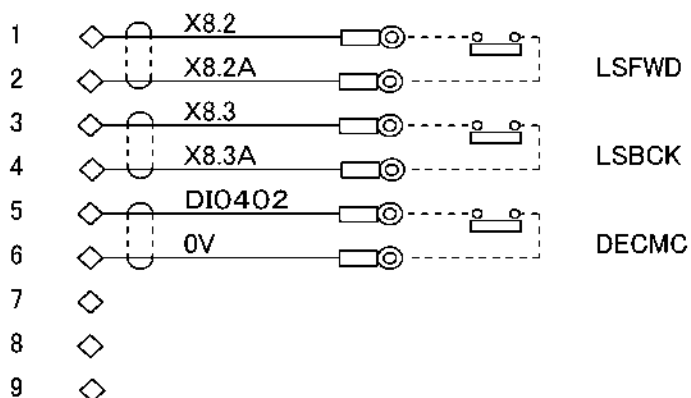 1 X8.2
LSFWD
2 X8.2A
3 X8.3
LSBCK
4 X8.3A
5 DI0402
DECMC
6 0V
7
8
9